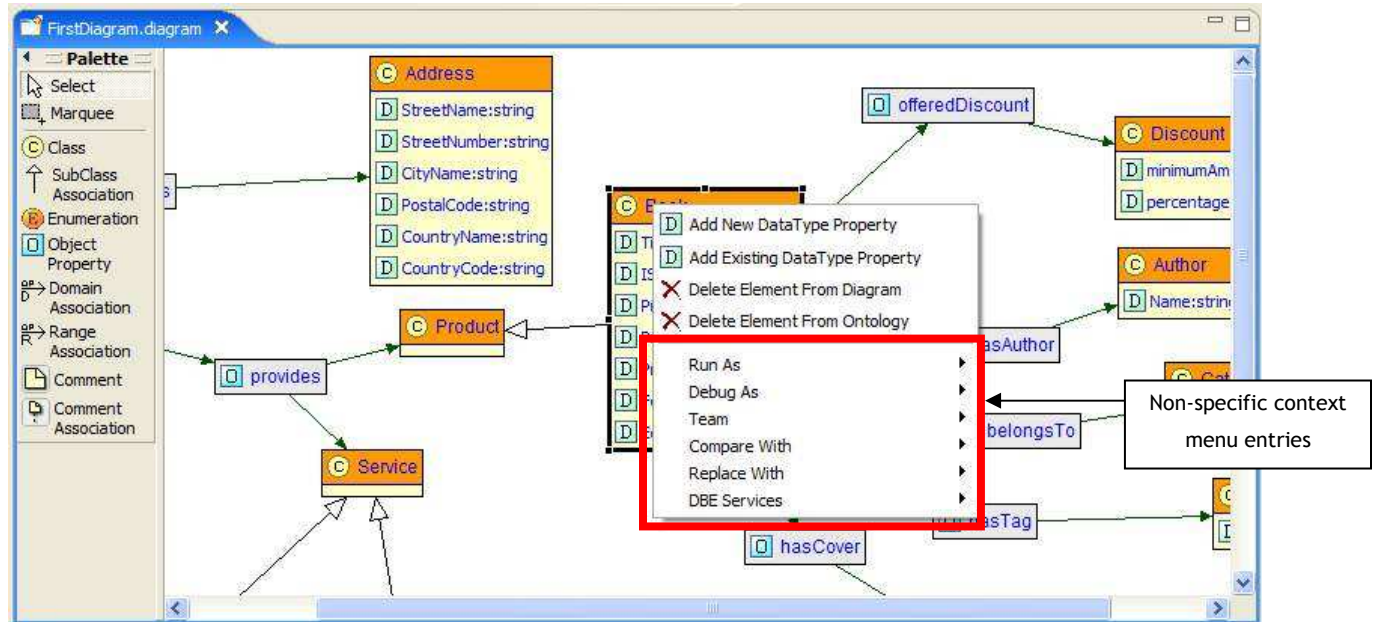 FirstDiagram.diagram
Palette
Select
Marquee
Class
SubClass
Association
Enumeration
Object
Property
Domain
Association
Range
Association
Comment
Comment
Association
Address
StreetName:string
StreetNumber:string
CityName:string
PostalCode:string
CountryName:string
CountryCode:string
Product
provides
Service
offeredDiscount
Discount
minimumAm
percentage
Author
Name:strin
Add New DataType Property
Add Existing DataType Property
Delete Element From Diagram
Delete Element From Ontology
Run As
Debug As
Team
Compare With
Replace With
DBE Services
asAuthor
belongsTo
hasTag
hasCover
Non-specific context
menu entries